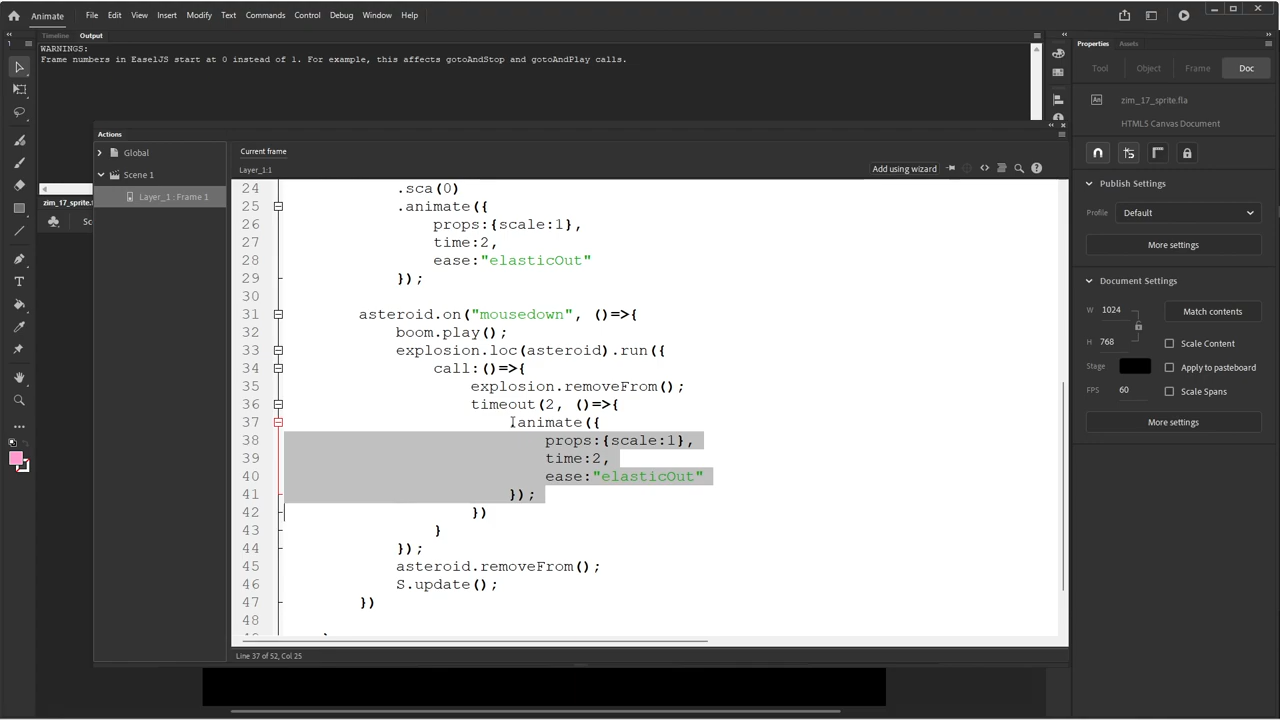 Animate
File Edit View Insert Modify Text Commands Control Debug Window Help
Timeline Output
WARNINGS:
Frame numbers in EaselJS start at 0 instead of 1. For example, this affects gotoAndStop and gotoAndPlay calls.
1
zim_17_sprite.f
Sc
Actions
Global
Scene 1
Layer_1 : Frame 1
Current frame
Layer_1:1
Add using wizard
24 .sca(0)
25 .animate({
26 props:{scale:1},
27 time:2,
28 ease:"elasticOut"
29 });
30
31 asteroid.on("mousedown", ()=>{
32 boom.play();
33 explosion.loc(asteroid).run({
34 call:()=>{
35 explosion.removeFrom();
36 timeout(2, ()=>{
37 animate({
38 props:{scale:1},
39 time:2,
40 ease:"elasticOut"
41 });
42 })
43 }
44 });
45 asteroid.removeFrom();
46 S.update();
47 })
48
Line 37 of 52, Col 25
Properties Assets
Tool Object Frame Doc
An zim_17_sprite.fla
HTML5 Canvas Document
Publish Settings
Profile Default
More settings
Document Settings
W 1024 Match contents
H 768 Scale Content
Stage Apply to pasteboard
FPS 60 Scale Spans
More settings